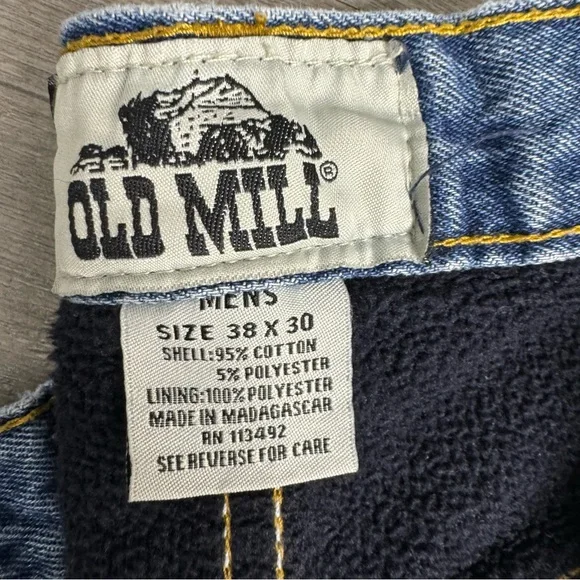 OLD MILL®
MENS
SIZE 38 X 30
SHELL:95% COTTON
5% POLYESTER
LINING:100% POLYESTER
MADE IN MADAGASCAR
RN 113492
SEE REVERSE FOR CARE